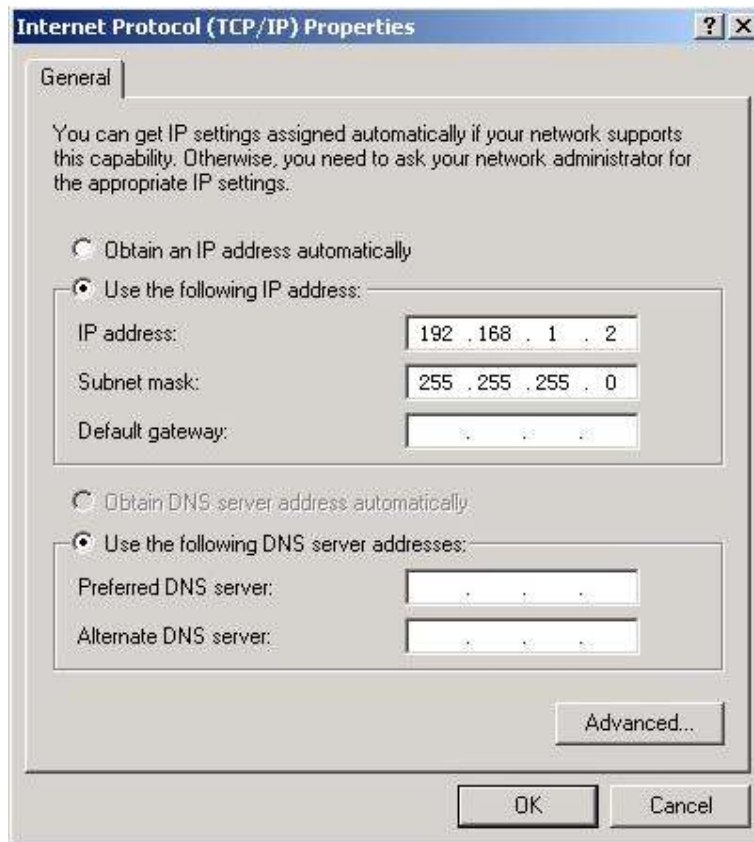 Internet Protocol (TCP/IP) Properties
General
You can get IP settings assigned automatically if your network supports
this capability. Otherwise, you need to ask your network administrator for
the appropriate IP settings.
Obtain an IP address automatically
Use the following IP address:
IP address: 192 . 168 . 1 . 2
Subnet mask: 255 . 255 . 255 . 0
Default gateway: . . .
Obtain DNS server address automatically
Use the following DNS server addresses:
Preferred DNS server: . . .
Alternate DNS server: . . .
Advanced...
OK Cancel